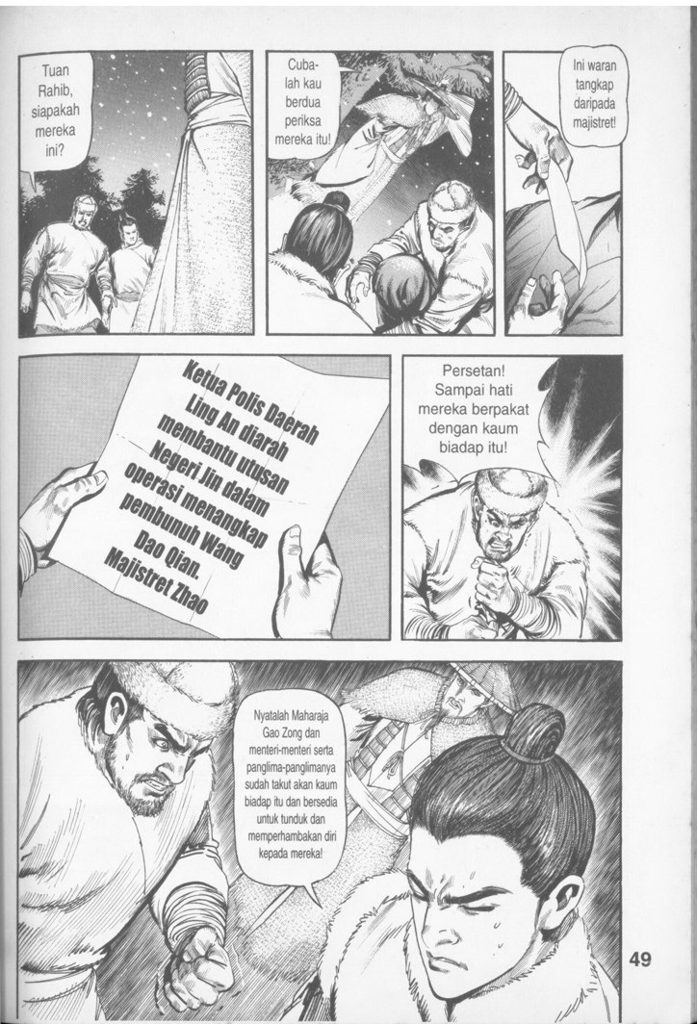 Tuan
Rahib,
siapakah
mereka
ini?
Cuba-
lah kau
berdua
periksa
mereka itu!
Ini waran
tangkap
daripada
majistret!
Ketua Polis Daerah
Ling An diarah
membantu utusan
Negeri Jin dalam
operasi menangkap
pembunuh Wang
Dao Qian.
Majistret Zhao
Persetan!
Sampai hati
mereka berpakat
dengan kaum
biadap itu!
Nyatalah Maharaja
Gao Zong dan
menteri-menteri serta
panglima-panglimanya
sudah takut akan kaum
biadap itu dan bersedia
untuk tunduk dan
memperhambakan diri
kepada mereka!
49